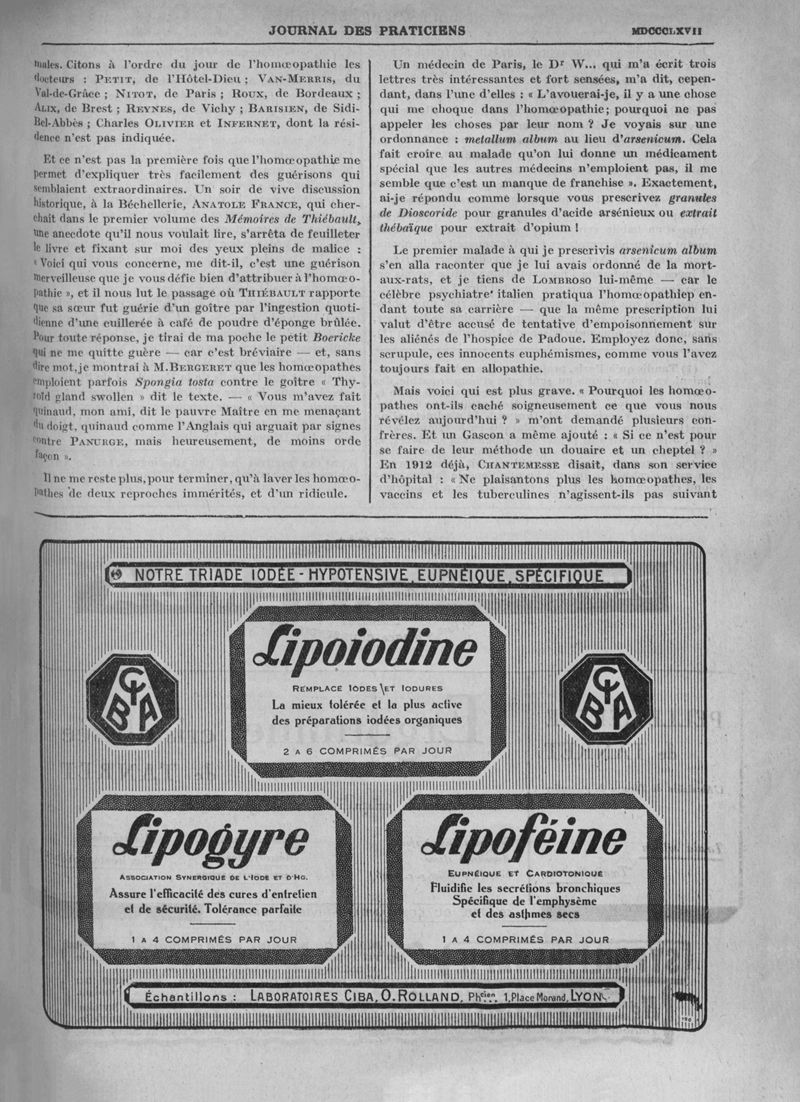 JOURNAL DES PRATICIENS
MDCCCLXVII
males. Citons à l'ordre du jour de l'homœopathie les
docteurs : PETIT, de l'Hôtel-Dieu ; VAN-MERRIS, du
Val-de-Grâce ; NITOT, de Paris ; ROUX, de Bordeaux ;
ALIX, de Brest ; REYNES, de Vichy ; BARISIEN, de Sidi-
Bel-Abbès ; Charles OLIVIER et INFERNET, dont la rési-
dence n'est pas indiquée.
Et ce n'est pas la première fois que l'homœopathie me
permet d'expliquer très facilement des guérisons qui
semblaient extraordinaires. Un soir de vive discussion
historique, à la Béchellerie, ANATOLE FRANCE, qui cher-
chait dans le premier volume des Mémoires de Thiébault,
une anecdote qu'il nous voulait lire, s'arrêta de feuilleter
le livre et fixant sur moi des yeux pleins de malice :
« Voici qui vous concerne, me dit-il, c'est une guérison
merveilleuse que je vous défie bien d'attribuer à l'homœo-
pathie », et il nous lut le passage où THIÉBAULT rapporte
que sa sœur fut guérie d'un goître par l'ingestion quoti-
dienne d'une cuillerée à café de poudre d'éponge brûlée.
Pour toute réponse, je tirai de ma poche le petit Boericke
qui ne me quitte guère — car c'est bréviaire — et, sans
dire mot, je montrai à M. BERGERET que les homœopathes
emploient parfois Spongia tosta contre le goître « Thy-
roïd gland swollen » dit le texte. — « Vous m'avez fait
quinaud, mon ami, dit le pauvre Maître en me menaçant
du doigt, quinaud comme l'Anglais qui arguait par signes
contre PANURGE, mais heureusement, de moins orde
façon ».
Il ne me reste plus, pour terminer, qu'à laver les homœo-
pathes de deux reproches immérités, et d'un ridicule.
Un médecin de Paris, le Dr W... qui m'a écrit trois
lettres très intéressantes et fort sensées, m'a dit, cepen-
dant, dans l'une d'elles : « L'avouerai-je, il y a une chose
qui me choque dans l'homœopathie ; pourquoi ne pas
appeler les choses par leur nom ? Je voyais sur une
ordonnance : metallum album au lieu d'arsenicum. Cela
fait croire au malade qu'on lui donne un médicament
spécial que les autres médecins n'emploient pas, il me
semble que c'est un manque de franchise ». Exactement,
ai-je répondu comme lorsque vous prescrivez granules
de Dioscoride pour granules d'acide arsénieux ou extrait
thébaïque pour extrait d'opium !
Le premier malade à qui je prescrivis arsenicum album
s'en alla raconter que je lui avais ordonné de la mort-
aux-rats, et je tiens de LOMBROSO lui-même — car le
célèbre psychiatre italien pratiqua l'homœopathiep en-
dant toute sa carrière — que la même prescription lui
valut d'être accusé de tentative d'empoisonnement sur
les aliénés de l'hospice de Padoue. Employez donc, sans
scrupule, ces innocents euphémismes, comme vous l'avez
toujours fait en allopathie.
Mais voici qui est plus grave. « Pourquoi les homœo-
pathes ont-ils caché soigneusement ce que vous nous
révélez aujourd'hui ? » m'ont demandé plusieurs con-
frères. Et un Gascon a même ajouté : « Si ce n'est pour
se faire de leur méthode un douaire et un cheptel ? »
En 1912 déjà, CHANTEMESSE disait, dans son service
d'hôpital : « Ne plaisantons plus les homœopathes, les
vaccins et les tuberculines n'agissent-ils pas suivant
NOTRE TRIADE IODÉE - HYPOTENSIVE, EUPNÉIQUE, SPÉCIFIQUE
CIBA
Lipoiodine
REMPLACE IODES ET IODURES
La mieux tolérée et la plus active
des préparations iodées organiques
2 A 6 COMPRIMÉS PAR JOUR
CIBA
Lipogyre
ASSOCIATION SYNERGIQUE DE L'IODE ET D'HG.
Assure l'efficacité des cures d'entretien
et de sécurité. Tolérance parfaite
1 A 4 COMPRIMÉS PAR JOUR
Lipoféine
EUPNÉIQUE ET CARDIOTONIQUE
Fluidifie les secrétions bronchiques
Spécifique de l'emphysème
et des asthmes secs
1 A 4 COMPRIMÉS PAR JOUR
Échantillons : LABORATOIRES CIBA, O. ROLLAND, Phcien 1, Place Morand, LYON